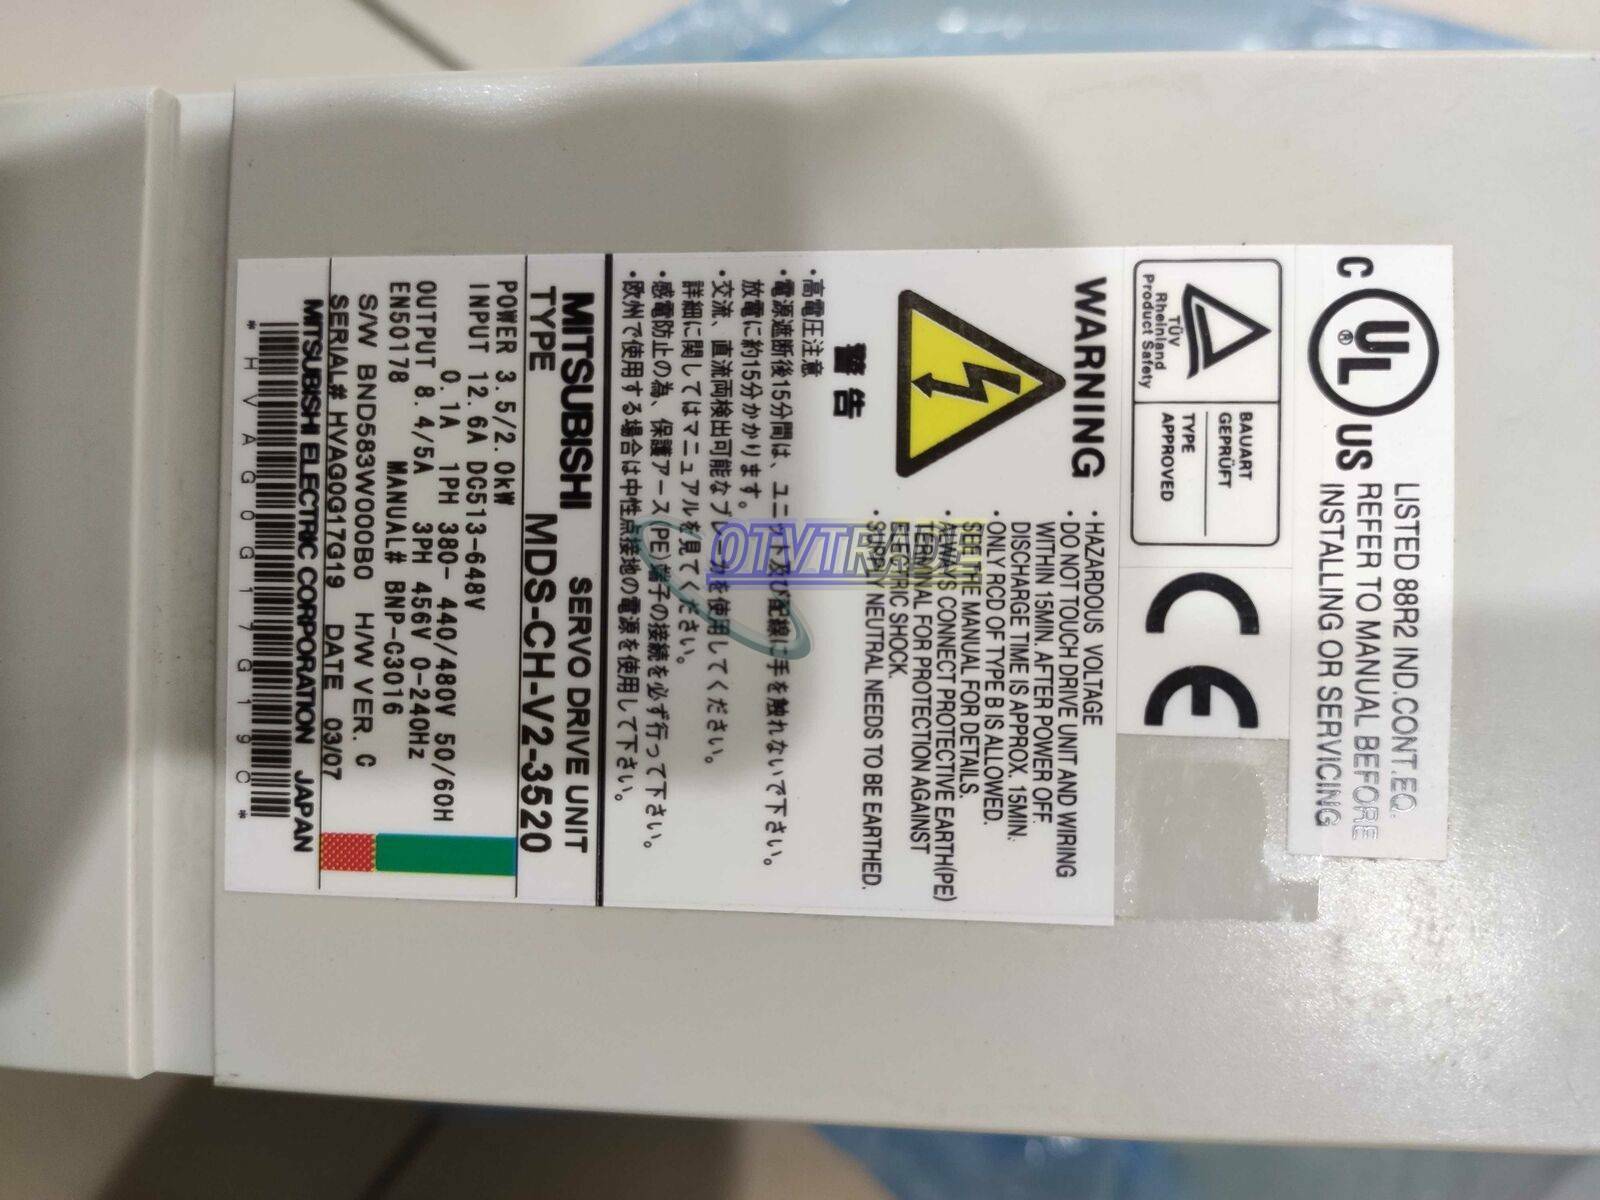 C UL® US
LISTED 88R2 IND.CONT.EQ.
REFER TO MANUAL BEFORE
INSTALLING OR SERVICING
TÜV
Rheinland
Product Safety
BAUART
GEPRÜFT
TYPE
APPROVED
CE
WARNING
・HAZARDOUS VOLTAGE
・DO NOT TOUCH DRIVE UNIT AND WIRING
WITHIN 15MIN. AFTER POWER OFF.
DISCHARGE TIME IS APPROX. 15MIN.
・ONLY RCD OF TYPE B IS ALLOWED.
SEE THE MANUAL FOR DETAILS.
・ALWAYS CONNECT PROTECTIVE EARTH(PE)
TERMINAL FOR PROTECTION AGAINST
ELECTRIC SHOCK.
・SUPPLY NEUTRAL NEEDS TO BE EARTHED.
警告
・高電圧注意
・電源遮断後15分間は、ユニット及び配線に手を触れないで下さい。
放電に約15分かかります。
・交流、直流両検出可能なブレーカを使用してください。
詳細に関してはマニュアルを見てください。
・感電防止の為、保護アース(PE)端子の接続を必ず行って下さい。
・欧州で使用する場合は中性点接地の電源を使用して下さい。
MITSUBISHI SERVO DRIVE UNIT
TYPE MDS-CH-V2-3520
POWER 3.5/2.0kW
INPUT 12.6A DC513-648V
0.1A 1PH 380-440/480V 50/60H
OUTPUT 8.4/5A 3PH 456V 0-240Hz
EN50178 MANUAL# BNP-C3016
S/W BND583W000B0 H/W VER. C
SERIAL# HVAG0G17G19 DATE 03/07
MITSUBISHI ELECTRIC CORPORATION JAPAN
*HVAG0G17G19C*
OTVTRADE